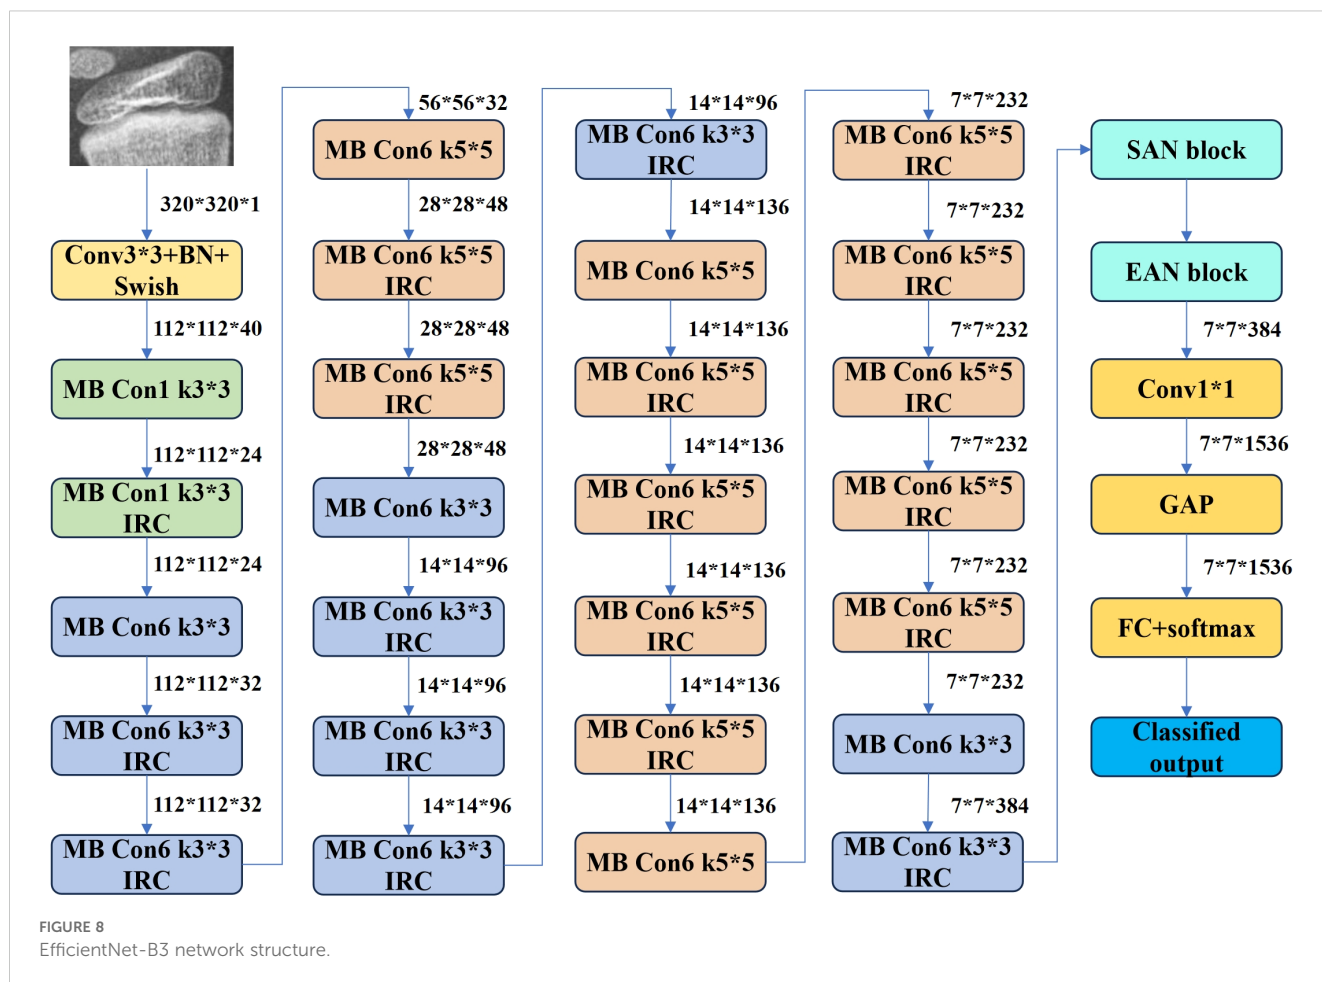 320*320*1
Conv3*3+BN+
Swish
112*112*40
MB Con1 k3*3
112*112*24
MB Con1 k3*3
IRC
112*112*24
MB Con6 k3*3
112*112*32
MB Con6 k3*3
IRC
112*112*32
MB Con6 k3*3
IRC
56*56*32
MB Con6 k5*5
28*28*48
MB Con6 k5*5
IRC
28*28*48
MB Con6 k5*5
IRC
28*28*48
MB Con6 k3*3
14*14*96
MB Con6 k3*3
IRC
14*14*96
MB Con6 k3*3
IRC
14*14*96
MB Con6 k3*3
IRC
14*14*96
MB Con6 k3*3
IRC
14*14*136
MB Con6 k5*5
14*14*136
MB Con6 k5*5
IRC
14*14*136
MB Con6 k5*5
IRC
14*14*136
MB Con6 k5*5
IRC
14*14*136
MB Con6 k5*5
IRC
14*14*136
MB Con6 k5*5
7*7*232
MB Con6 k5*5
IRC
7*7*232
MB Con6 k5*5
IRC
7*7*232
MB Con6 k5*5
IRC
7*7*232
MB Con6 k5*5
IRC
7*7*232
MB Con6 k5*5
IRC
7*7*232
MB Con6 k3*3
7*7*384
MB Con6 k3*3
IRC
SAN block
EAN block
7*7*384
Conv1*1
7*7*1536
GAP
7*7*1536
FC+softmax
Classified
output
FIGURE 8
EfficientNet-B3 network structure.